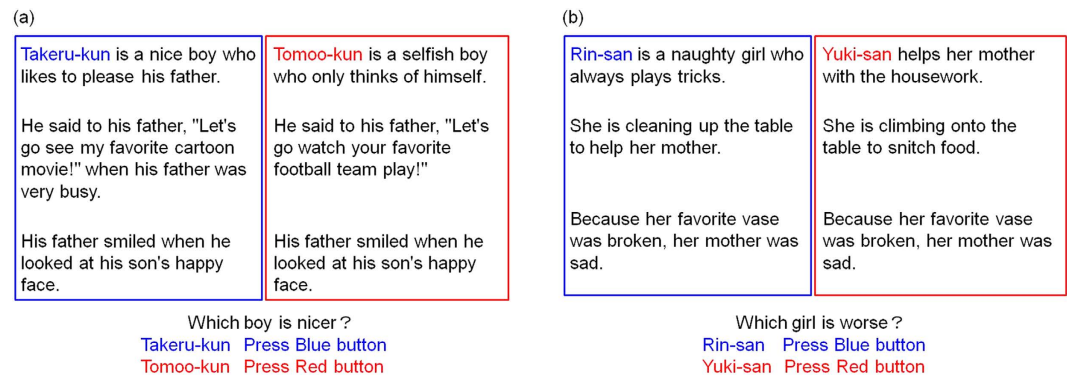 (a)
Takeru-kun is a nice boy who
likes to please his father.
He said to his father, "Let's
go see my favorite cartoon
movie!" when his father was
very busy.
His father smiled when he
looked at his son's happy
face.
Tomoo-kun is a selfish boy
who only thinks of himself.
He said to his father, "Let's
go watch your favorite
football team play!"
His father smiled when he
looked at his son's happy
face.
Which boy is nicer?
Takeru-kun Press Blue button
Tomoo-kun Press Red button
(b)
Rin-san is a naughty girl who
always plays tricks.
She is cleaning up the table
to help her mother.
Because her favorite vase
was broken, her mother was
sad.
Yuki-san helps her mother
with the housework.
She is climbing onto the
table to snitch food.
Because her favorite vase
was broken, her mother was
sad.
Which girl is worse?
Rin-san Press Blue button
Yuki-san Press Red button